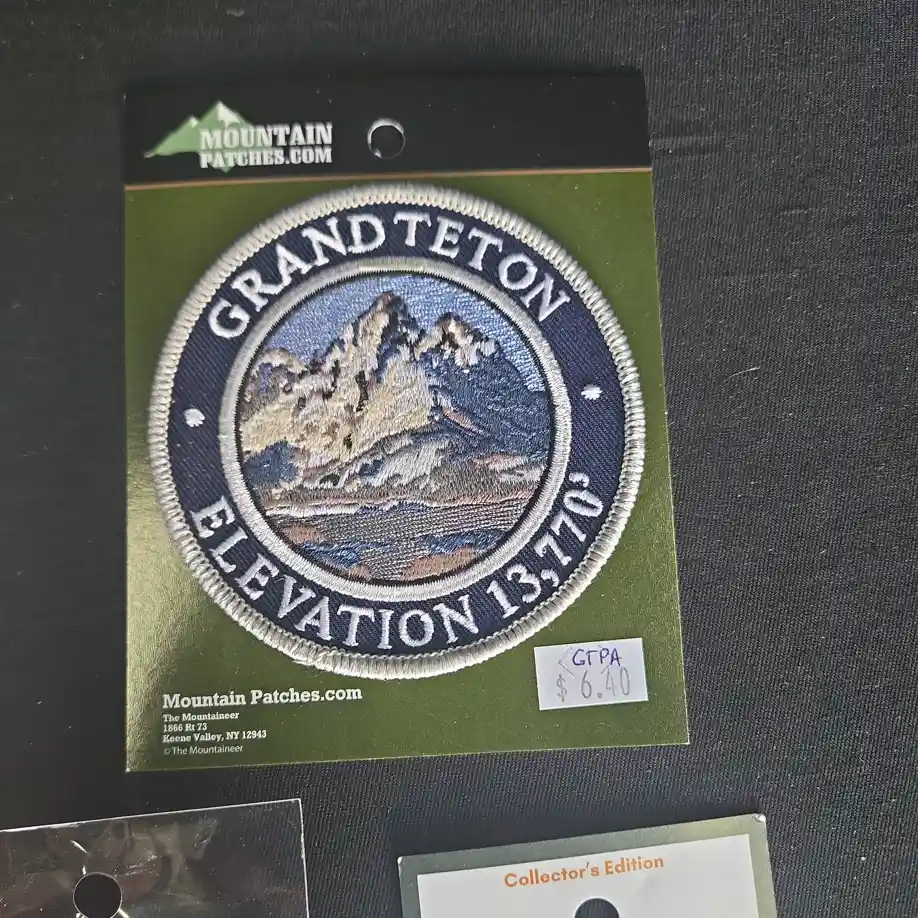 MOUNTAIN
PATCHES.COM
GRAND TETON
ELEVATION 13,770'
GTPA
$ 6.40
Mountain Patches.com
The Mountaineer
1866 Rt 73
Keene Valley, NY 12943
© The Mountaineer
Collector's Edition